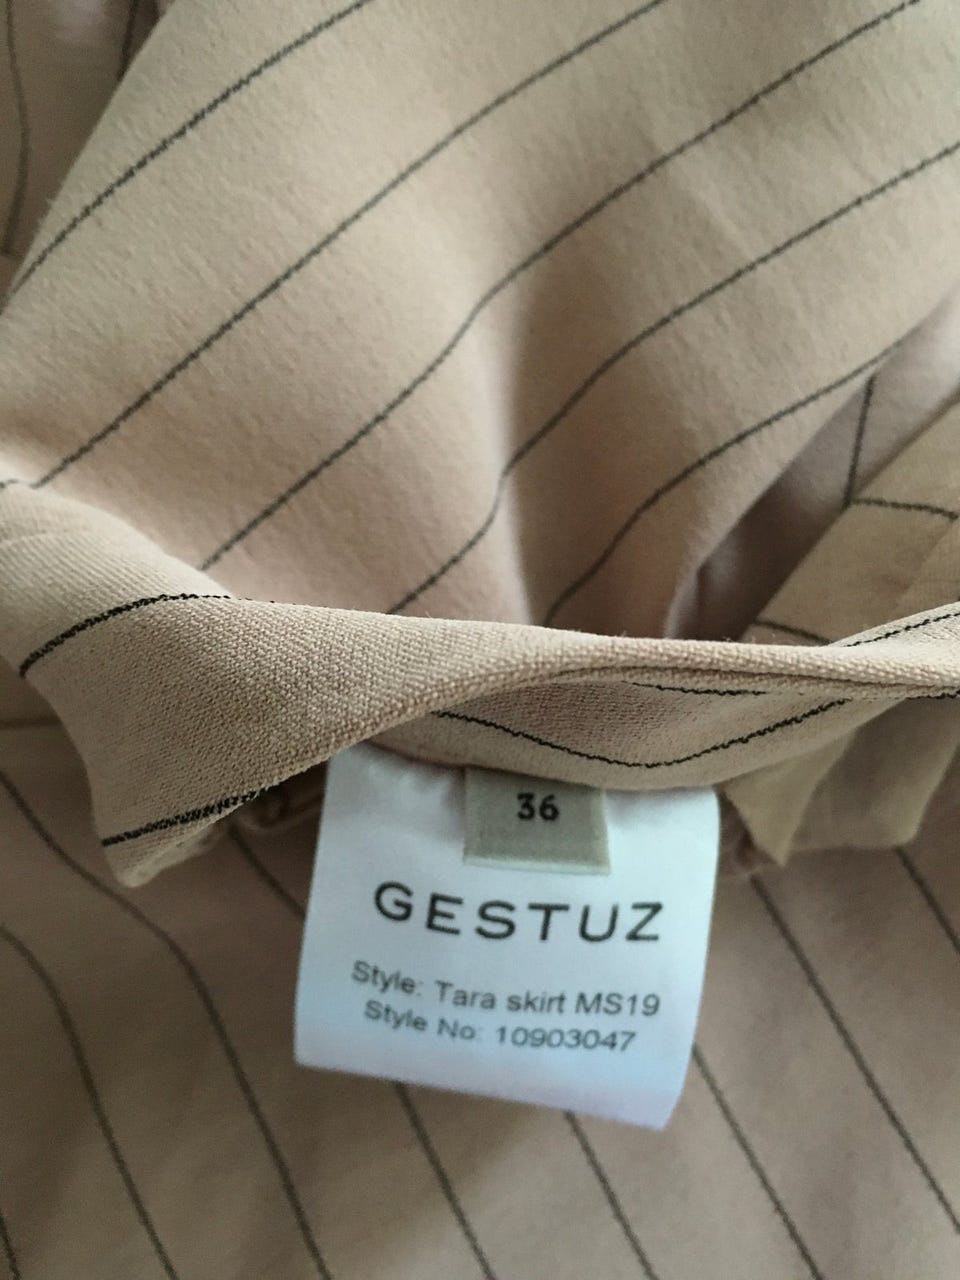 36
GESTUZ
Style: Tara skirt MS19
Style No: 10903047